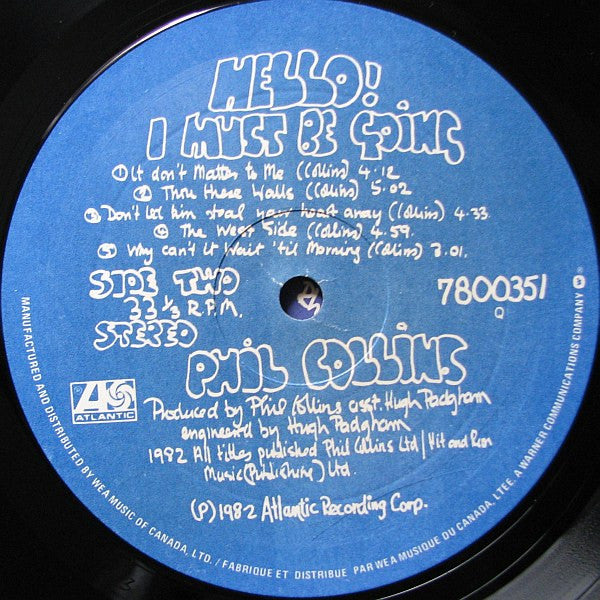 HELLO!
I MUST BE GOING
① It don't Matter to Me (Collins) 4.12
② Thru these Walls (Collins) 5.02
③ Don't Let him steal your heart away (Collins) 4.33.
④ The West Side (Collins) 4.59.
⑤ Why can't It Wait 'til Morning (Collins) 3.01.
SIDE TWO
33 1/3 R.P.M.
STEREO
7800351
Q
PHIL COLLINS
Produced by Phil Collins asst. Hugh Padgham
engineered by Hugh Padgham
1982 All titles published Phil Collins Ltd / Hit and Run
Music (Publishing) Ltd.
(P) 1982 Atlantic Recording Corp.
ATLANTIC
MANUFACTURED AND DISTRIBUTED BY WEA MUSIC OF CANADA, LTD. / FABRIQUE ET DISTRIBUE PAR WEA MUSIQUE DU CANADA, LTEE. A WARNER COMMUNICATIONS COMPANY